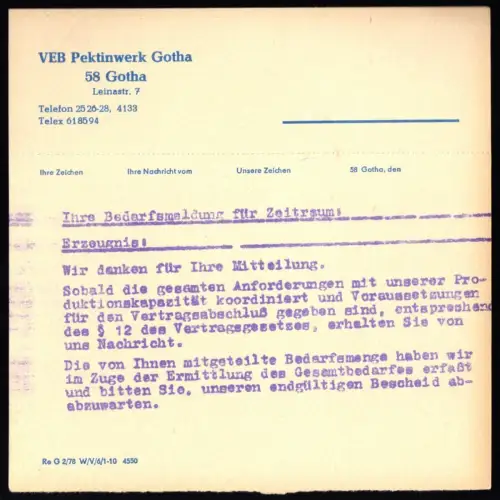 VEB Pektinwerk Gotha
58 Gotha
Leinastr. 7
Telefon 25 26-28, 4133
Telex 618594
Ihre Zeichen Ihre Nachricht vom Unsere Zeichen 58 Gotha, den
Ihre Bedarfsmeldung für Zeitraum:
Erzeugnis:
Wir danken für Ihre Mitteilung.
Sobald die gesamten Anforderungen mit unserer Pro-
duktionskapazität koordiniert und Voraussetzungen
für den Vertragsabschluß gegeben sind, entsprechend
des § 12 des Vertragsgesetzes, erhalten Sie von
uns Nachricht.
Die von Ihnen mitgeteilte Bedarfsmenge haben wir
im Zuge der Ermittlung des Gesamtbedarfes erfaßt
und bitten Sie, unseren endgültigen Bescheid ab-
abzuwarten.
Re G 2/78 W/V/6/1-10 4550